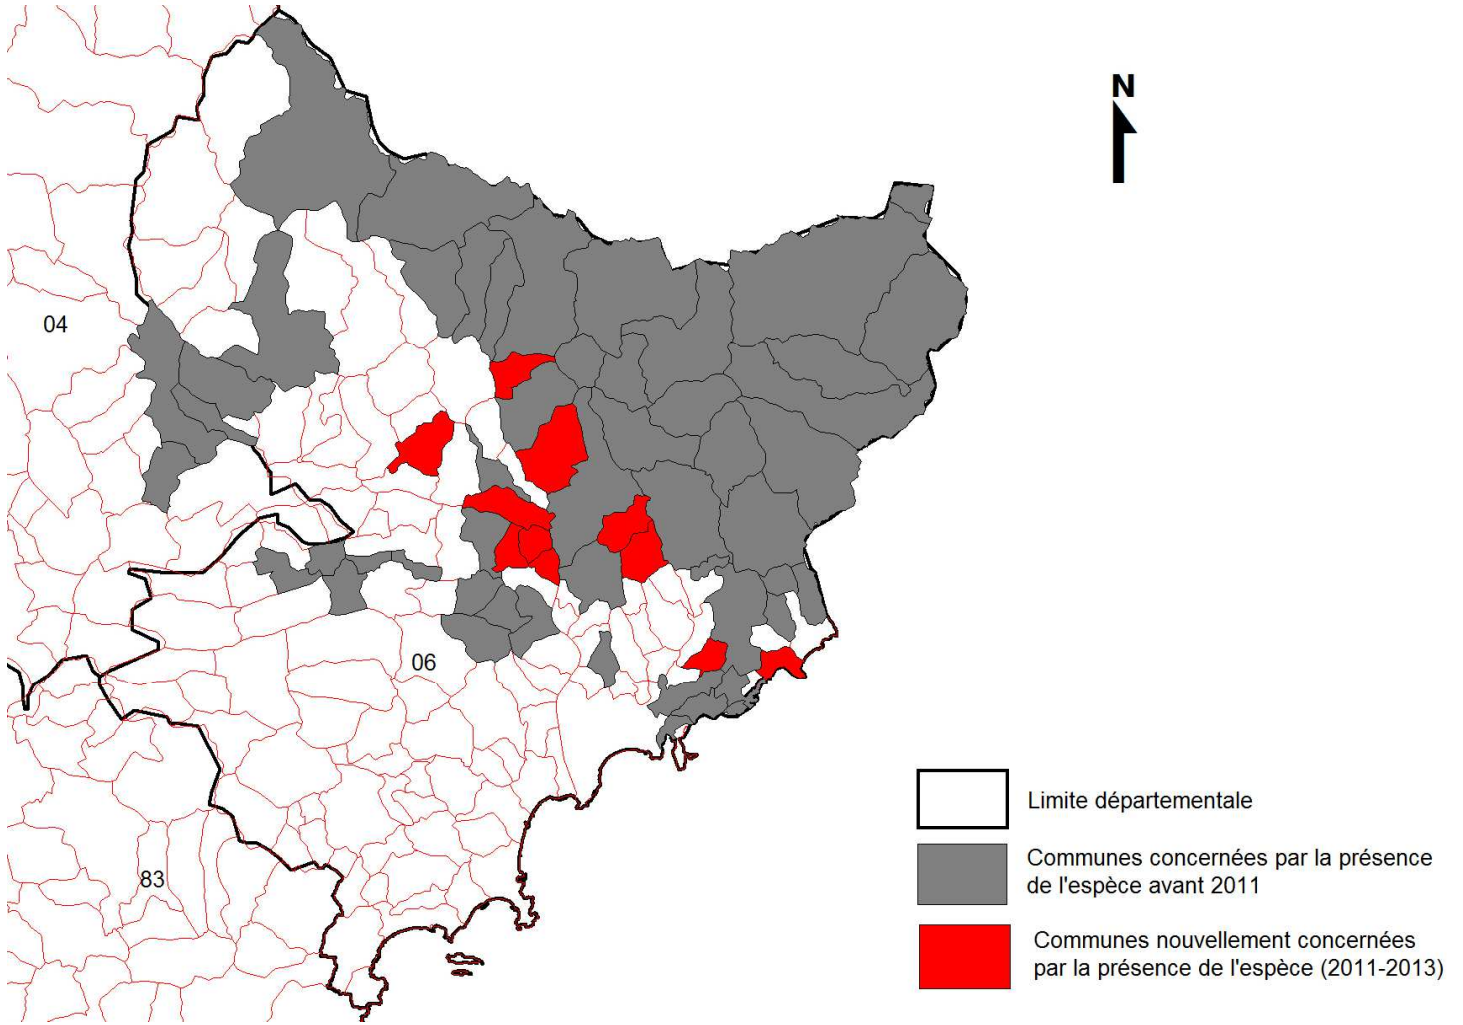 N
04
06
83
Limite départementale
Communes concernées par la présence
de l'espèce avant 2011
Communes nouvellement concernées
par la présence de l'espèce (2011-2013)